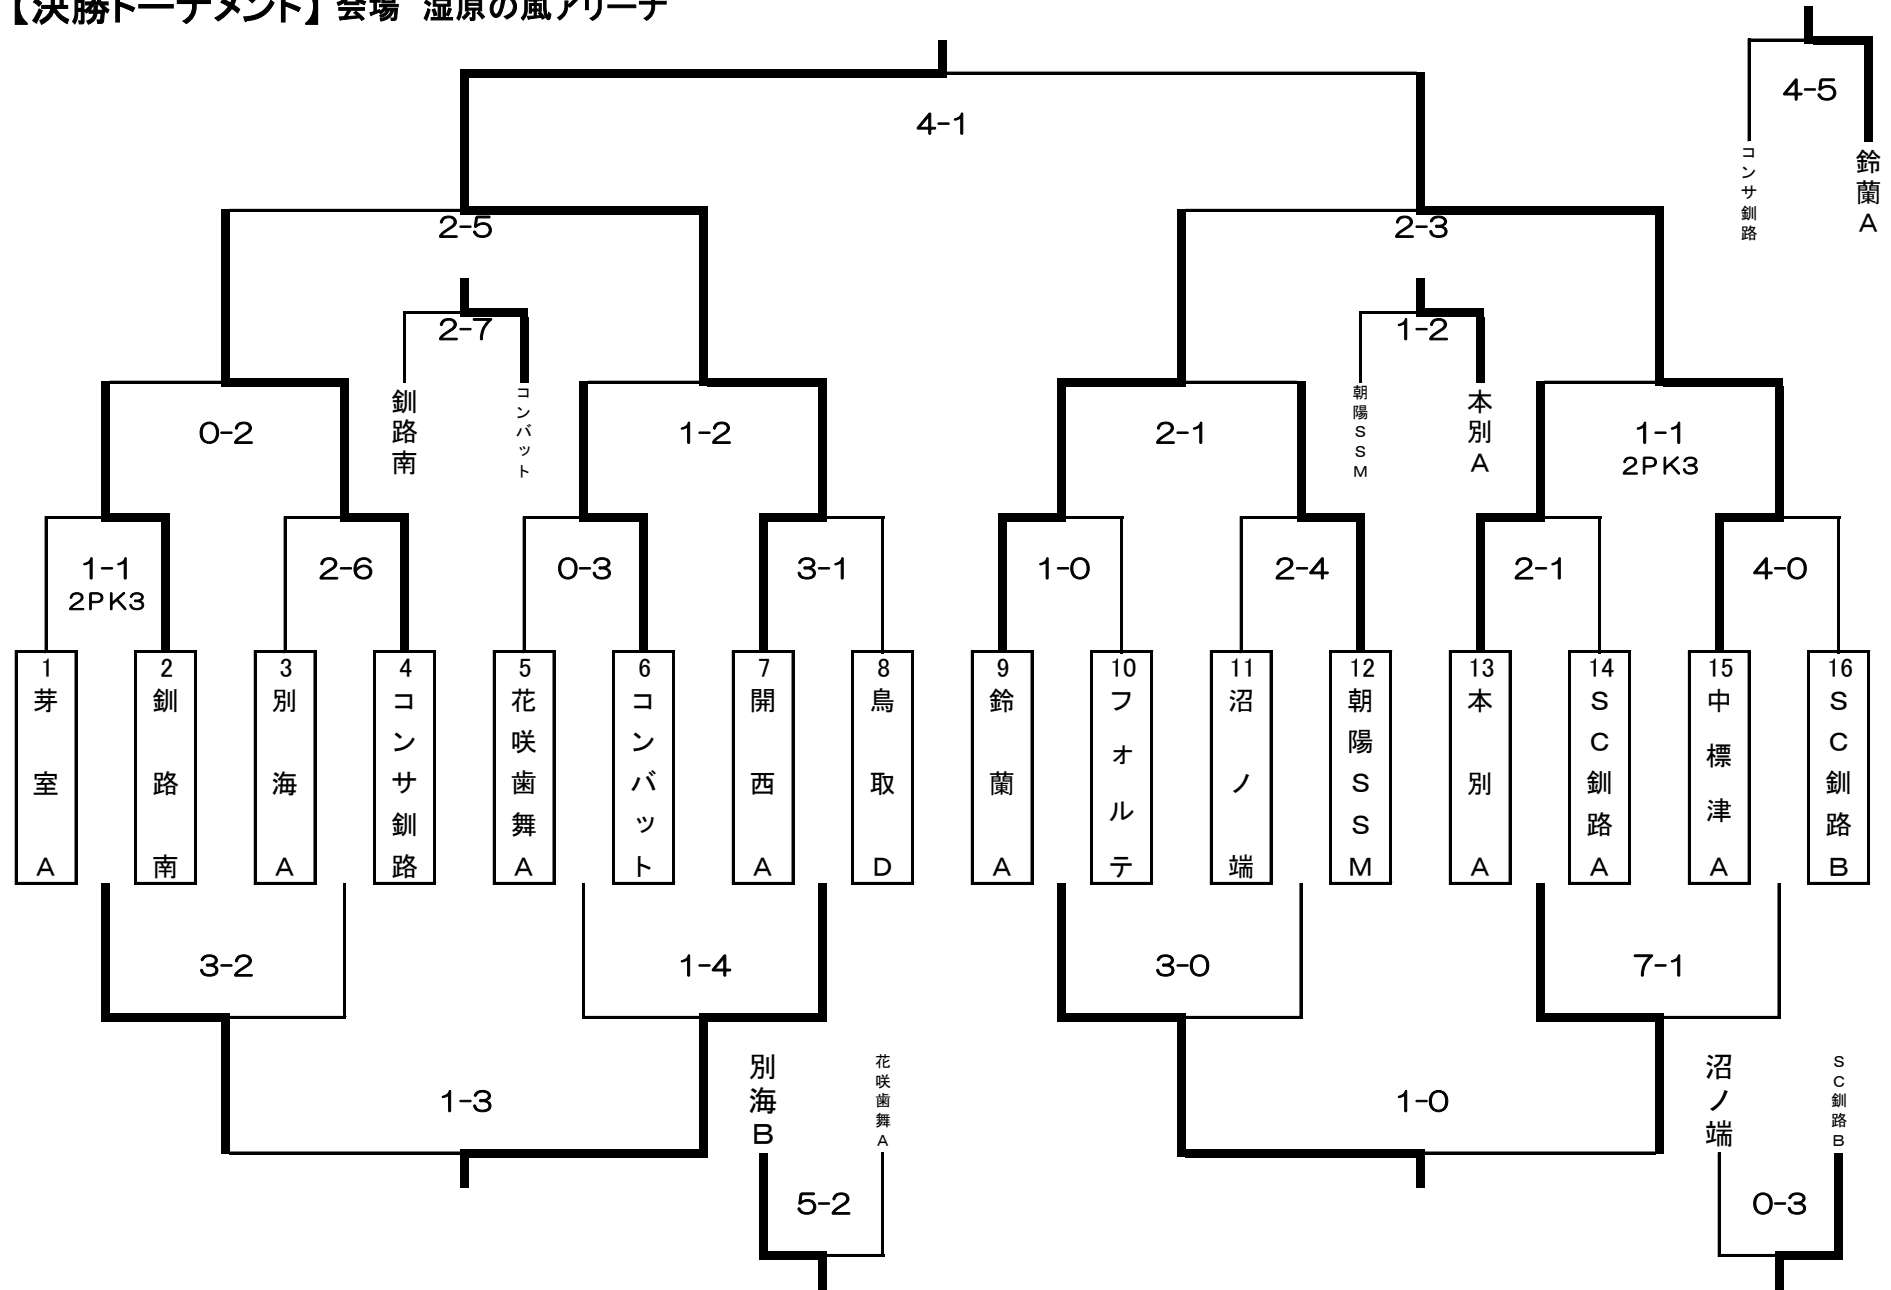 【決勝トーナメント】 会場 湿原の風アリーナ
4-1
4-5
コンサ釧路
鈴蘭A
2-5
2-3
2-7
釧路南
コンバット
1-2
朝陽SSM
本別A
0-2
1-2
2-1
1-1
2PK3
1-1
2PK3
2-6
0-3
3-1
1-0
2-4
2-1
4-0
1 芽室A
2 釧路南
3 別海A
4 コンサ釧路
5 花咲歯舞A
6 コンバット
7 開西A
8 鳥取D
9 鈴蘭A
10 フォルテ
11 沼ノ端
12 朝陽SSM
13 本別A
14 SC釧路A
15 中標津A
16 SC釧路B
3-2
1-4
3-0
7-1
1-3
別海B
花咲歯舞A
5-2
1-0
沼ノ端
SC釧路B
0-3